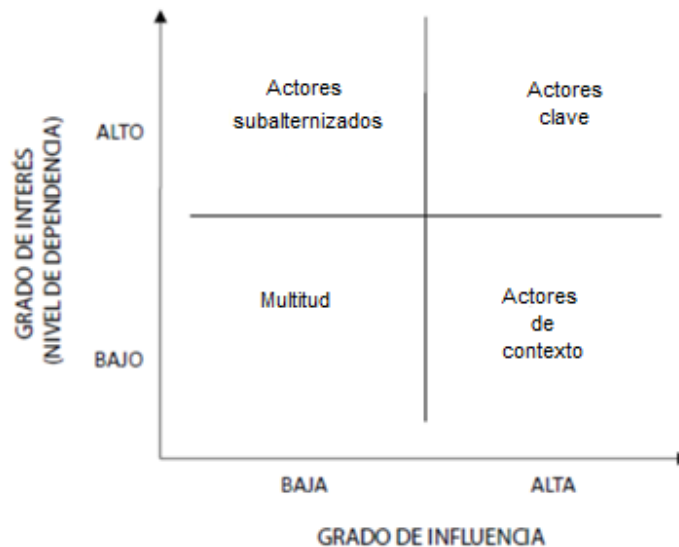 GRADO DE INTERÉS
(NIVEL DE DEPENDENCIA)
ALTO
Actores
subalternizados
Actores
clave
BAJO
Multitud
Actores
de
contexto
BAJA
ALTA
GRADO DE INFLUENCIA